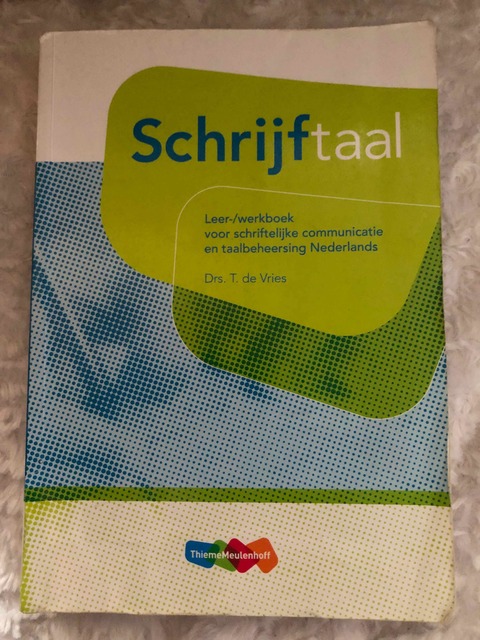 Schrijftaal
Leer-/werkboek
voor schriftelijke communicatie
en taalbeheersing Nederlands
Drs. T. de Vries
ThiemeMeulenhoff